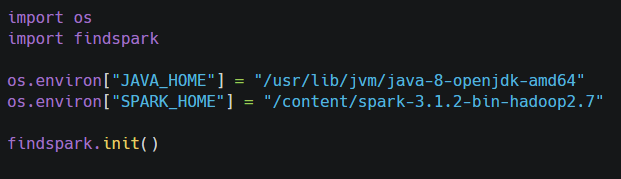 import os
import findspark
os.environ["JAVA_HOME"] = "/usr/lib/jvm/java-8-openjdk-amd64"
os.environ["SPARK_HOME"] = "/content/spark-3.1.2-bin-hadoop2.7"
findspark.init()